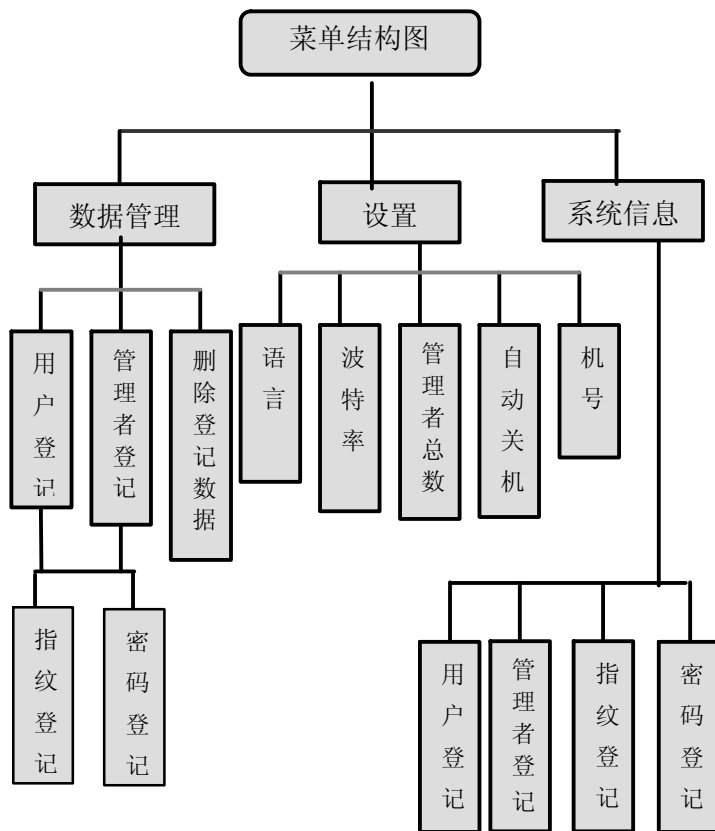 菜单结构图
数据管理
设置
系统信息
用户登记
管理者登记
删除登记数据
语言
波特率
管理者总数
自动关机
机号
指纹登记
密码登记
用户登记
管理者登记
指纹登记
密码登记